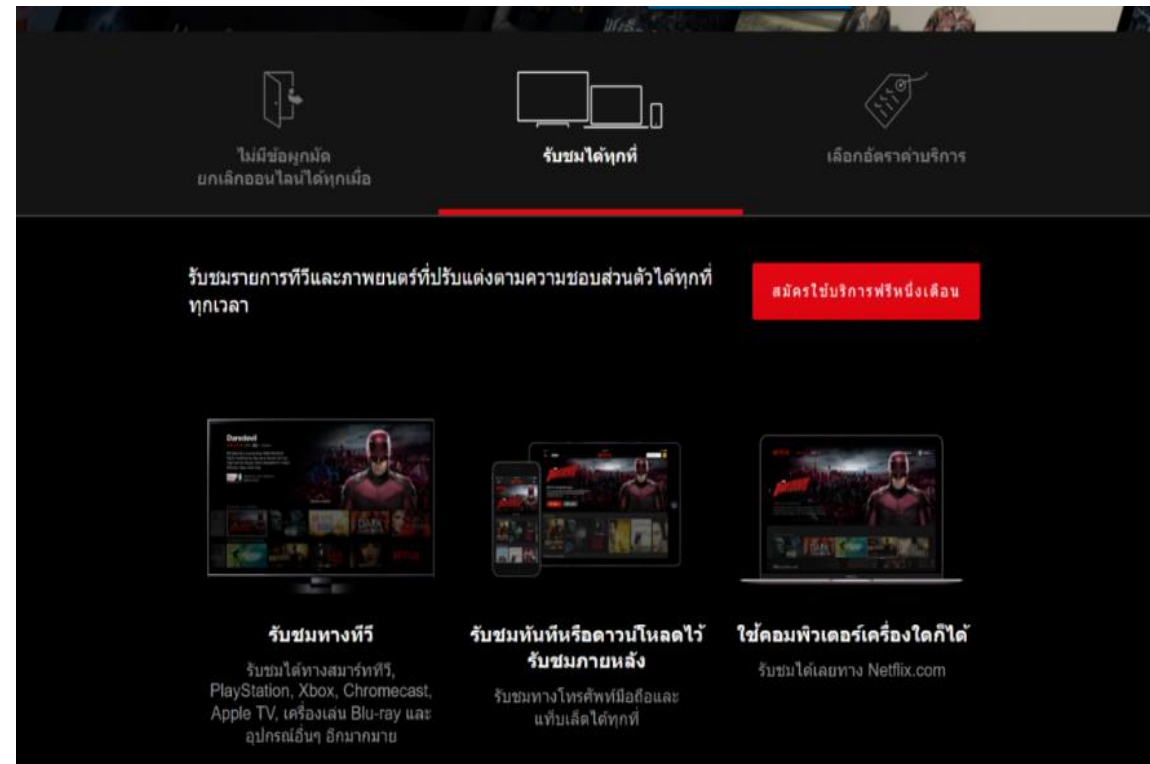 ไม่มีข้อผูกมัด
ยกเลิกออนไลน์ได้ทุกเมื่อ
รับชมได้ทุกที่
เลือกอัตราค่าบริการ
รับชมรายการทีวีและภาพยนตร์ที่ปรับแต่งตามความชอบส่วนตัวได้ทุกที่
ทุกเวลา
สมัครใช้บริการฟรีหนึ่งเดือน
Daredevil
รับชมทางทีวี
รับชมได้ทางสมาร์ททีวี,
PlayStation, Xbox, Chromecast,
Apple TV, เครื่องเล่น Blu-ray และ
อุปกรณ์อื่นๆ อีกมากมาย
รับชมทันทีหรือดาวน์โหลดไว้
รับชมภายหลัง
รับชมทางโทรศัพท์มือถือและ
แท็บเล็ตได้ทุกที่
ใช้คอมพิวเตอร์เครื่องใดก็ได้
รับชมได้เลยทาง Netflix.com